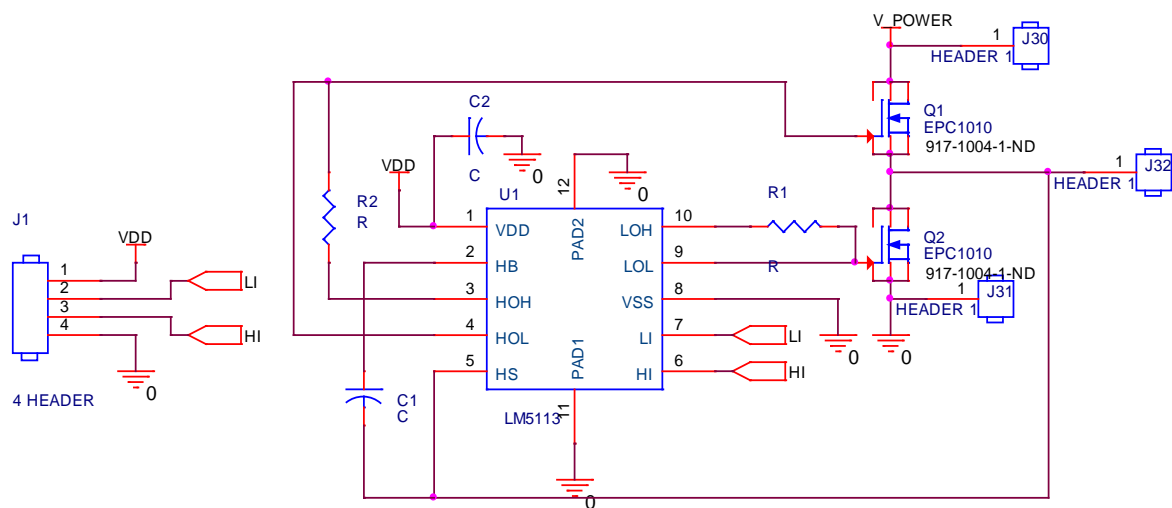 V_POWER
1
J30
HEADER 1
C2
Q1
EPC1010
917-1004-1-ND
C
0
VDD
U1
12
0
1
J32
HEADER 1
R2
R
R1
J1
1
VDD
PAD2
LOH
10
Q2
EPC1010
917-1004-1-ND
VDD
2
HB
LOL
9
R
1
2
3
4
LI
HI
3
HOH
VSS
8
1
J31
HEADER 1
4
HOL
LI
7
LI
0
0
5
HS
PAD1
HI
6
HI
0
4 HEADER
C1
C
LM5113
11
0